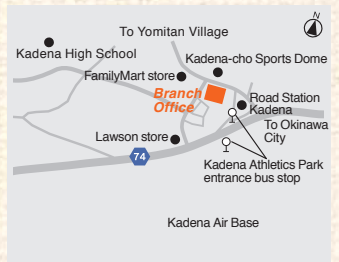 N
To Yomitan Village
Kadena High School
Kadena-cho Sports Dome
FamilyMart store
Branch
Office
Road Station
Kadena
To Okinawa
City
Lawson store
74
Kadena Athletics Park
entrance bus stop
Kadena Air Base